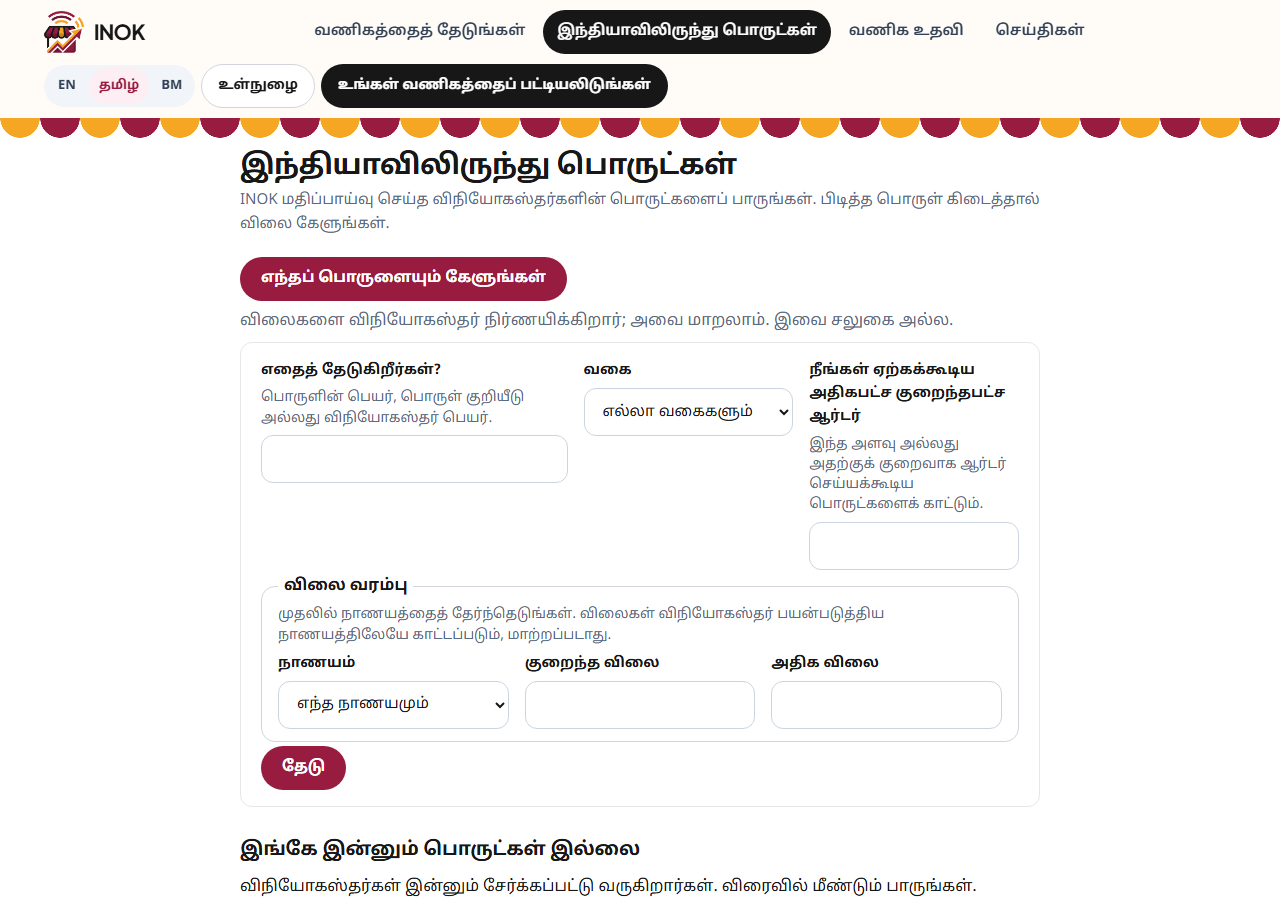 INOK
வணிகத்தைத் தேடுங்கள்
இந்தியாவிலிருந்து பொருட்கள்
வணிக உதவி
செய்திகள்
EN
தமிழ்
BM
உள்நுழை
உங்கள் வணிகத்தைப் பட்டியலிடுங்கள்
இந்தியாவிலிருந்து பொருட்கள்
INOK மதிப்பாய்வு செய்த விநியோகஸ்தர்களின் பொருட்களைப் பாருங்கள். பிடித்த பொருள் கிடைத்தால்
விலை கேளுங்கள்.
எந்தப் பொருளையும் கேளுங்கள்
விலைகளை விநியோகஸ்தர் நிர்ணயிக்கிறார்; அவை மாறலாம். இவை சலுகை அல்ல.
எதைத் தேடுகிறீர்கள்?
பொருளின் பெயர், பொருள் குறியீடு
அல்லது விநியோகஸ்தர் பெயர்.
வகை
எல்லா வகைகளும்
நீங்கள் ஏற்கக்கூடிய
அதிகபட்ச குறைந்தபட்ச
ஆர்டர்
இந்த அளவு அல்லது
அதற்குக் குறைவாக ஆர்டர்
செய்யக்கூடிய
பொருட்களைக் காட்டும்.
விலை வரம்பு
முதலில் நாணயத்தைத் தேர்ந்தெடுங்கள். விலைகள் விநியோகஸ்தர் பயன்படுத்திய
நாணயத்திலேயே காட்டப்படும், மாற்றப்படாது.
நாணயம்
எந்த நாணயமும்
குறைந்த விலை
அதிக விலை
தேடு
இங்கே இன்னும் பொருட்கள் இல்லை
விநியோகஸ்தர்கள் இன்னும் சேர்க்கப்பட்டு வருகிறார்கள். விரைவில் மீண்டும் பாருங்கள்.